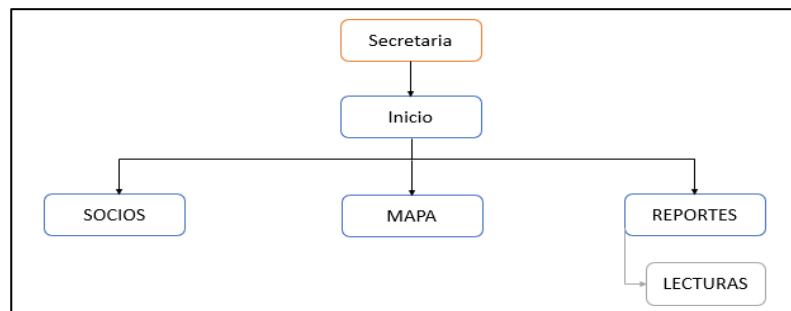 Secretaria
Inicio
SOCIOS
MAPA
REPORTES
LECTURAS